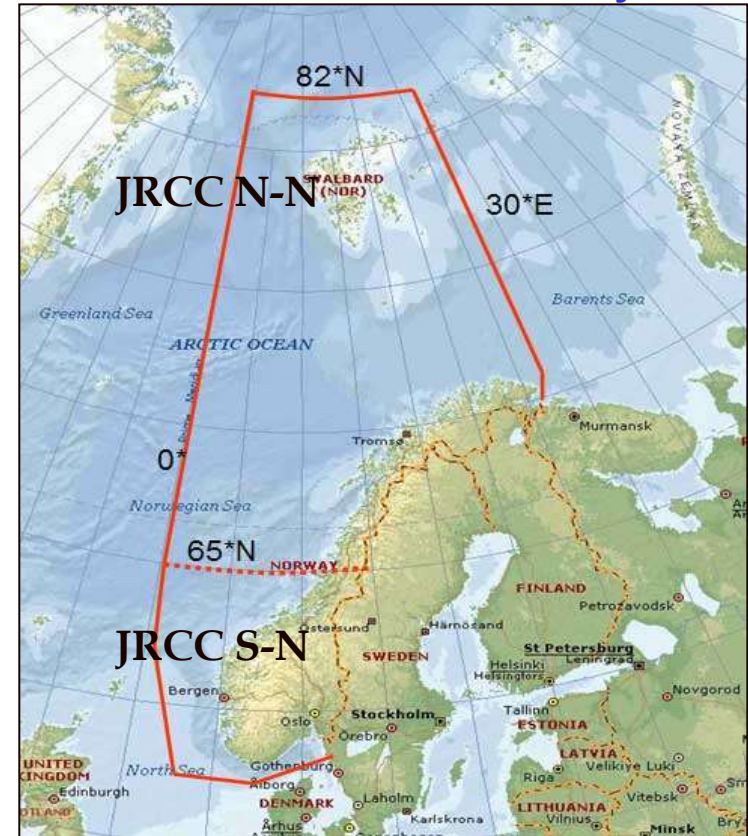 82*N
JRCC N-N
SVALBARD
(NOR)
NOVAYA ZEMLYA
30*E
Greenland Sea
Barents Sea
ARCTIC OCEAN
Prime Meridian
Tromsø
Murmansk
0*
Norwegian Sea
65*N
NORWAY
FINLAND
Petrozavodsk
Östersund
Härnösand
JRCC S-N
SWEDEN
St Petersburg
Leningrad
Helsinki
Helsingfors
Bergen
Novgorod
Oslo
Stockholm
Tallinn
Örebro
ESTONIA
UNITED
KINGDOM
North Sea
Gothenburg
LATVIA
Velikiye Luki
Riga
Edinburgh
Ålborg
DENMARK
Laholm
LITHUANIA
Vitebsk
Århus
Karlskrona
Vilnius
Minsk